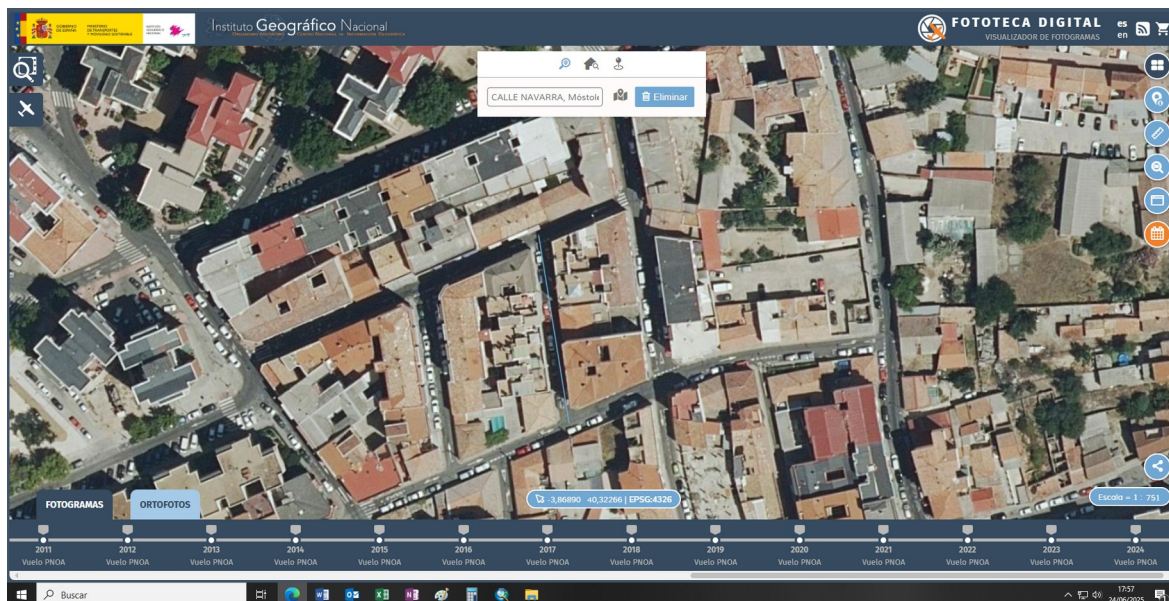 GOBIERNO DE ESPAÑA
MINISTERIO DE TRANSPORTES Y MOVILIDAD SOSTENIBLE
Instituto Geográfico Nacional
FOTOTECA DIGITAL
VISUALIZADOR DE FOTOGRAMAS
es
en
CALLE NAVARRA, Móstole
Eliminar
-3,86890 40,32266 | EPSG:4326
Escala = 1 : 751
FOTOGRAMAS
ORTOFOTOS
2011 2012 2013 2014 2015 2016 2017 2018 2019 2020 2021 2022 2023 2024
Vuelo PNOA Vuelo PNOA Vuelo PNOA Vuelo PNOA Vuelo PNOA Vuelo PNOA Vuelo PNOA Vuelo PNOA Vuelo PNOA Vuelo PNOA Vuelo PNOA Vuelo PNOA Vuelo PNOA Vuelo PNOA
Buscar
17:57
24/06/2025